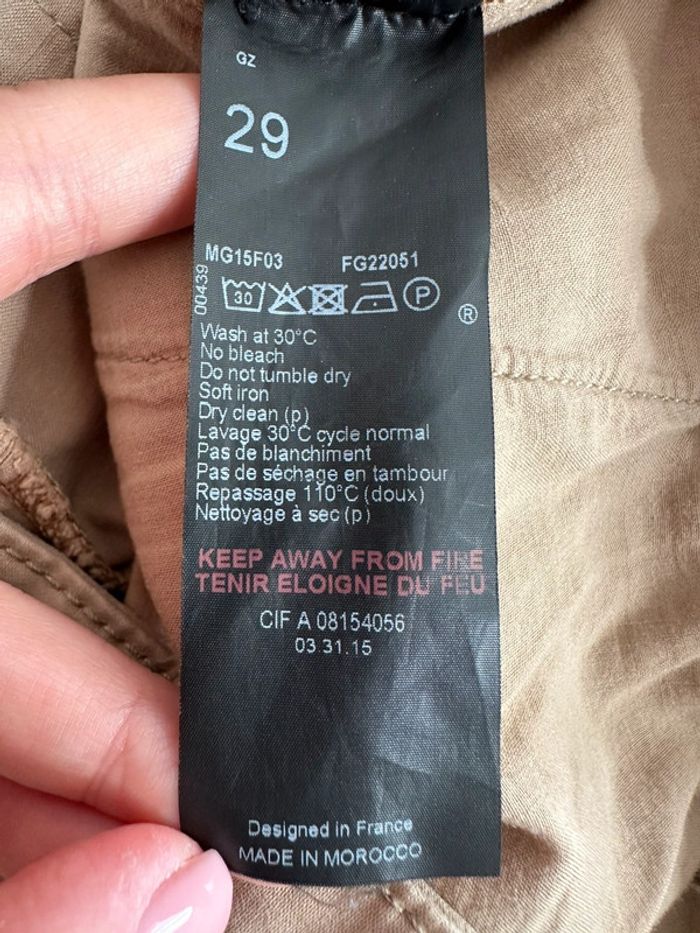 GZ
29
MG15F03 FG22051
00439
30 P ®
Wash at 30°C
No bleach
Do not tumble dry
Soft iron
Dry clean (p)
Lavage 30°C cycle normal
Pas de blanchiment
Pas de séchage en tambour
Repassage 110°C (doux)
Nettoyage à sec (p)
KEEP AWAY FROM FIRE
TENIR ELOIGNE DU FEU
CIF A 08154056
03 31.15
Designed in France
MADE IN MOROCCO